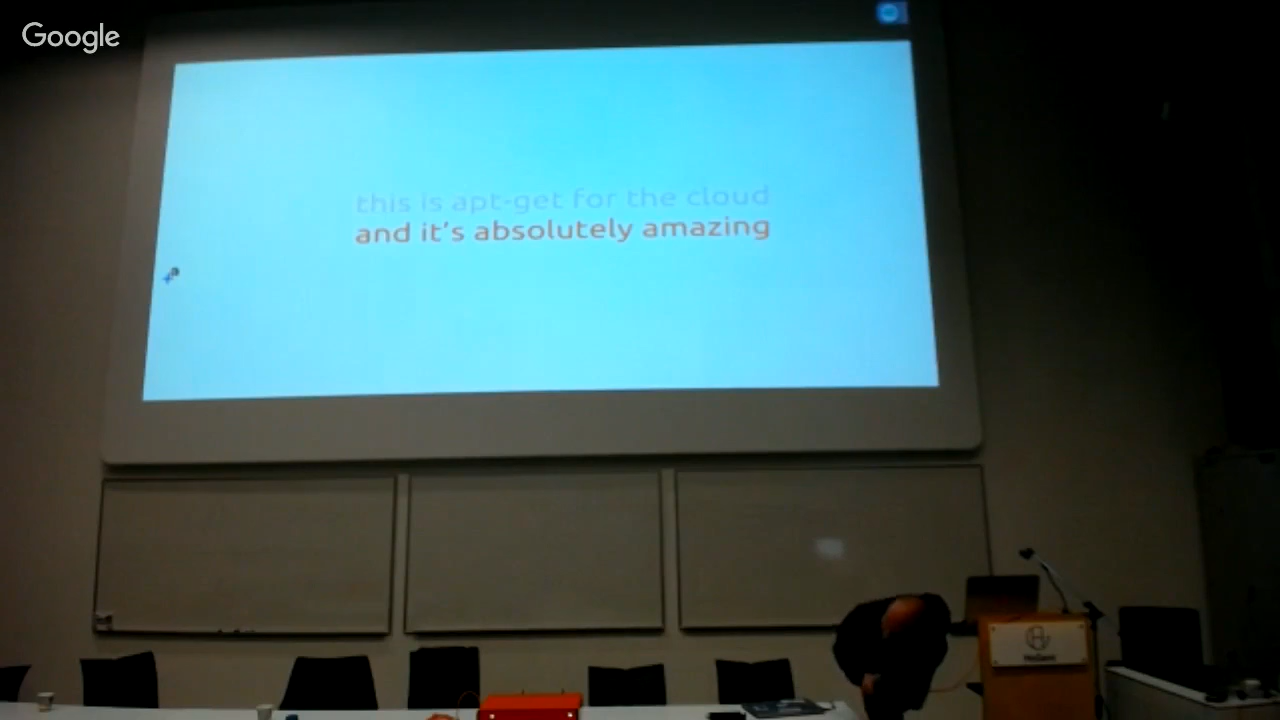 Google
this is apt-get for the cloud
and it's absolutely amazing